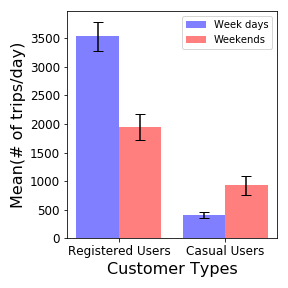 Week days
Weekends
Mean(# of trips/day)
3500
3000
2500
2000
1500
1000
500
0
Registered Users Casual Users
Customer Types